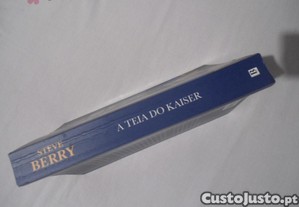 STEVE
BERRY
A TEIA DO KAISER
CustoJusto.pt